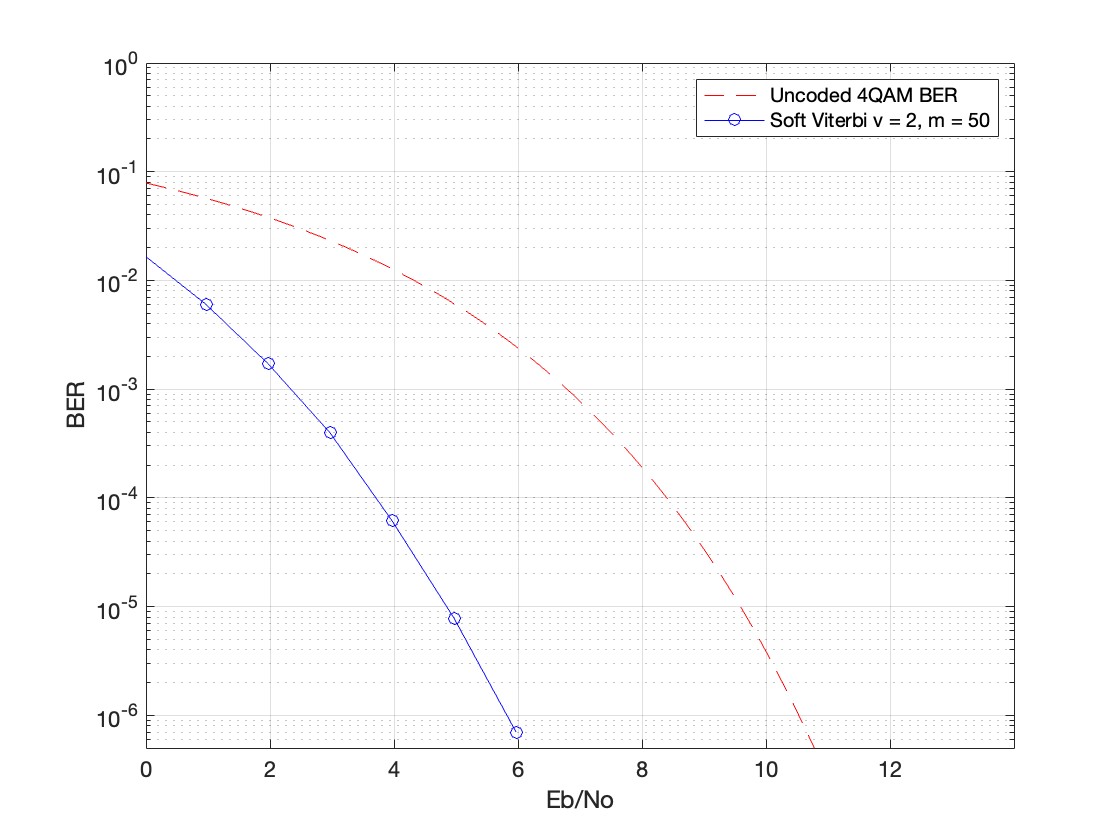 10^0
10^-1
10^-2
10^-3
10^-4
10^-5
10^-6
BER
0 2 4 6 8 10 12
Eb/No
Uncoded 4QAM BER
Soft Viterbi v = 2, m = 50